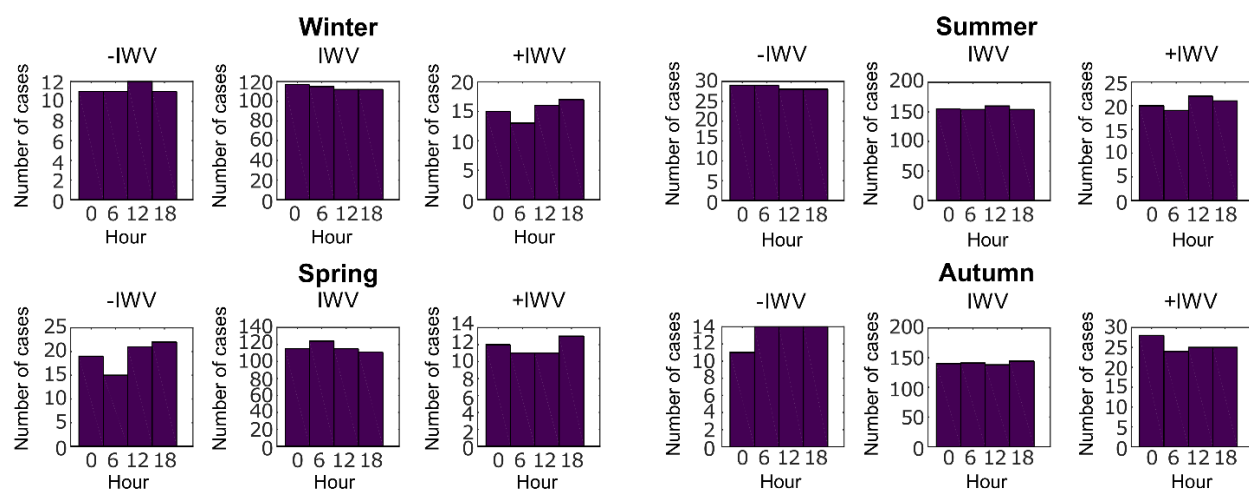 Winter
-IWV
IWV
+IWV
Number of cases
12
10
8
6
4
2
0
0 6 12 18
Hour
Number of cases
120
100
80
60
40
20
0
0 6 12 18
Hour
Number of cases
20
15
10
5
0
0 6 12 18
Hour
Summer
-IWV
IWV
+IWV
Number of cases
30
25
20
15
10
5
0
0 6 12 18
Hour
Number of cases
200
150
100
50
0
0 6 12 18
Hour
Number of cases
25
20
15
10
5
0
0 6 12 18
Hour
Spring
-IWV
IWV
+IWV
Number of cases
25
20
15
10
5
0
0 6 12 18
Hour
Number of cases
140
120
100
80
60
40
20
0
0 6 12 18
Hour
Number of cases
14
12
10
8
6
4
2
0
0 6 12 18
Hour
Autumn
-IWV
IWV
+IWV
Number of cases
14
12
10
8
6
4
2
0
0 6 12 18
Hour
Number of cases
200
150
100
50
0
0 6 12 18
Hour
Number of cases
30
25
20
15
10
5
0
0 6 12 18
Hour